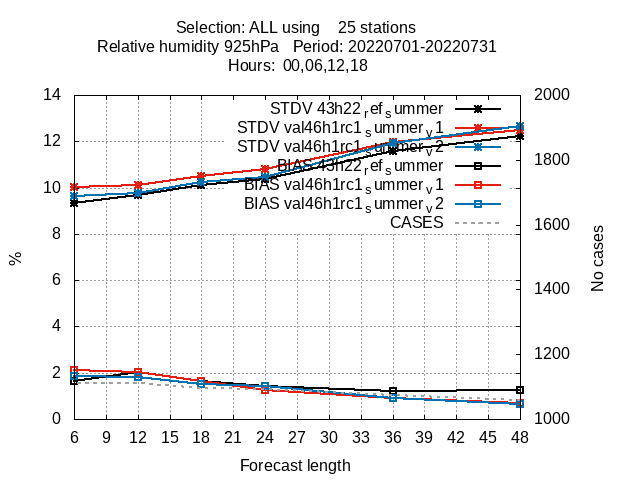 Selection: ALL using    25 stations
Relative humidity 925hPa   Period: 20220701-20220731
Hours: 00,06,12,18
14
12
10
8
6
4
2
0
%
2000
1800
1600
1400
1200
1000
No cases
STDV 43h22_ref_summer
STDV val46h1rc1_summer_v1
STDV val46h1rc1_summer_v2
BIAS 43h22_ref_summer
BIAS val46h1rc1_summer_v1
BIAS val46h1rc1_summer_v2
CASES
6 9 12 15 18 21 24 27 30 33 36 39 42 45 48
Forecast length